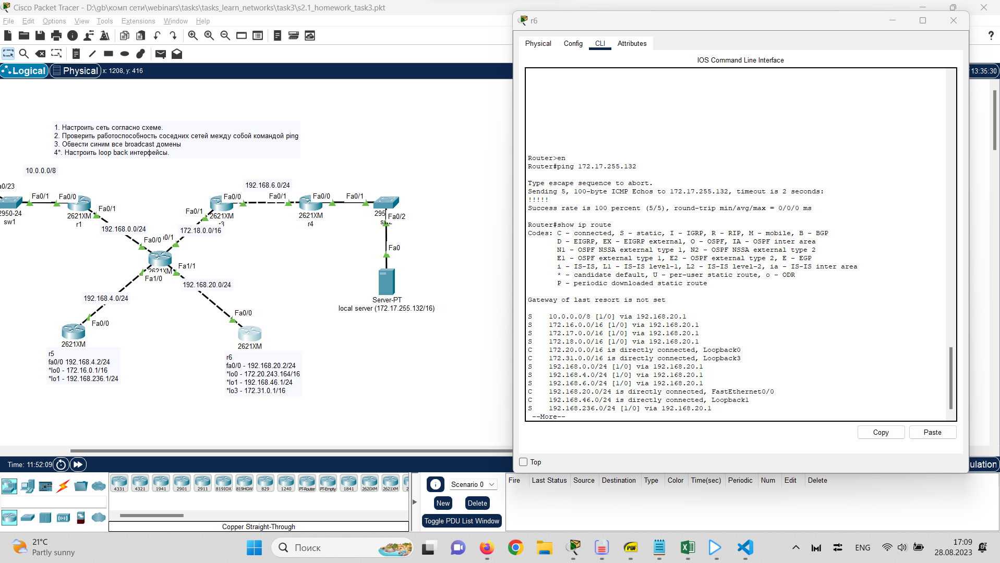 Cisco Packet Tracer - D:\gb\комп сети\webinars\tasks\tasks_learn_networks\task3\s2.1_homework_task3.pkt
File Edit Options View Tools Extensions Window Help
Logical Physical x: 1208, y: 416
13:35:30
1. Настроить сеть согласно схеме.
2. Проверить работоспособность соседних сетей между собой командой ping
3. Обвести синим все broadcast домены
4*. Настроить loop back интерфейсы.
10.0.0.0/8
a0/23
Fa0/1 Fa0/0
2950-24
sw1
2621XM
r1
Fa0/1
192.168.0.0/24
Fa0/0
0/1
172.18.0.0/16
Fa0/1
Fa0/0
2621XM
r3
192.168.6.0/24
Fa0/1 Fa0/0
2621XM
r4
Fa0/1
295
sw2
Fa0/2
Fa0
Server-PT
local server (172.17.255.132/16)
2621XM
Fa1/1
Fa1/0
192.168.20.0/24
192.168.4.0/24
Fa0/0
2621XM
r5
fa0/0 192.168.4.2/24
*lo0 - 172.16.0.1/16
*lo1 - 192.168.236.1/24
Fa0/0
2621XM
r6
fa0/0 - 192.168.20.2/24
*lo0 - 172.20.243.164/16
*lo1 - 192.168.46.1/24
*lo3 - 172.31.0.1/16
r6
Physical Config CLI Attributes
IOS Command Line Interface
Router>en
Router#ping 172.17.255.132
Type escape sequence to abort.
Sending 5, 100-byte ICMP Echos to 172.17.255.132, timeout is 2 seconds:
!!!!!
Success rate is 100 percent (5/5), round-trip min/avg/max = 0/0/0 ms
Router#show ip route
Codes: C - connected, S - static, I - IGRP, R - RIP, M - mobile, B - BGP
D - EIGRP, EX - EIGRP external, O - OSPF, IA - OSPF inter area
N1 - OSPF NSSA external type 1, N2 - OSPF NSSA external type 2
E1 - OSPF external type 1, E2 - OSPF external type 2, E - EGP
i - IS-IS, L1 - IS-IS level-1, L2 - IS-IS level-2, ia - IS-IS inter area
* - candidate default, U - per-user static route, o - ODR
P - periodic downloaded static route
Gateway of last resort is not set
S 10.0.0.0/8 [1/0] via 192.168.20.1
S 172.16.0.0/16 [1/0] via 192.168.20.1
S 172.17.0.0/16 [1/0] via 192.168.20.1
S 172.18.0.0/16 [1/0] via 192.168.20.1
C 172.20.0.0/16 is directly connected, Loopback0
C 172.31.0.0/16 is directly connected, Loopback3
S 192.168.0.0/24 [1/0] via 192.168.20.1
S 192.168.4.0/24 [1/0] via 192.168.20.1
S 192.168.6.0/24 [1/0] via 192.168.20.1
C 192.168.20.0/24 is directly connected, FastEthernet0/0
C 192.168.46.0/24 is directly connected, Loopback1
S 192.168.236.0/24 [1/0] via 192.168.20.1
--More--
Copy Paste
Top
Time: 11:52:09
ulation
4331 4321 1941 2901 2911 819IOX 819HGW 829 1240 PT-Router PT-Empty 1841 2620XM 2621XM 2
Copper Straight-Through
Scenario 0
New Delete
Toggle PDU List Window
Fire Last Status Source Destination Type Color Time(sec) Periodic Num Edit Delete
21°C
Partly sunny
Поиск
PDF
ENG
17:09
28.08.2023